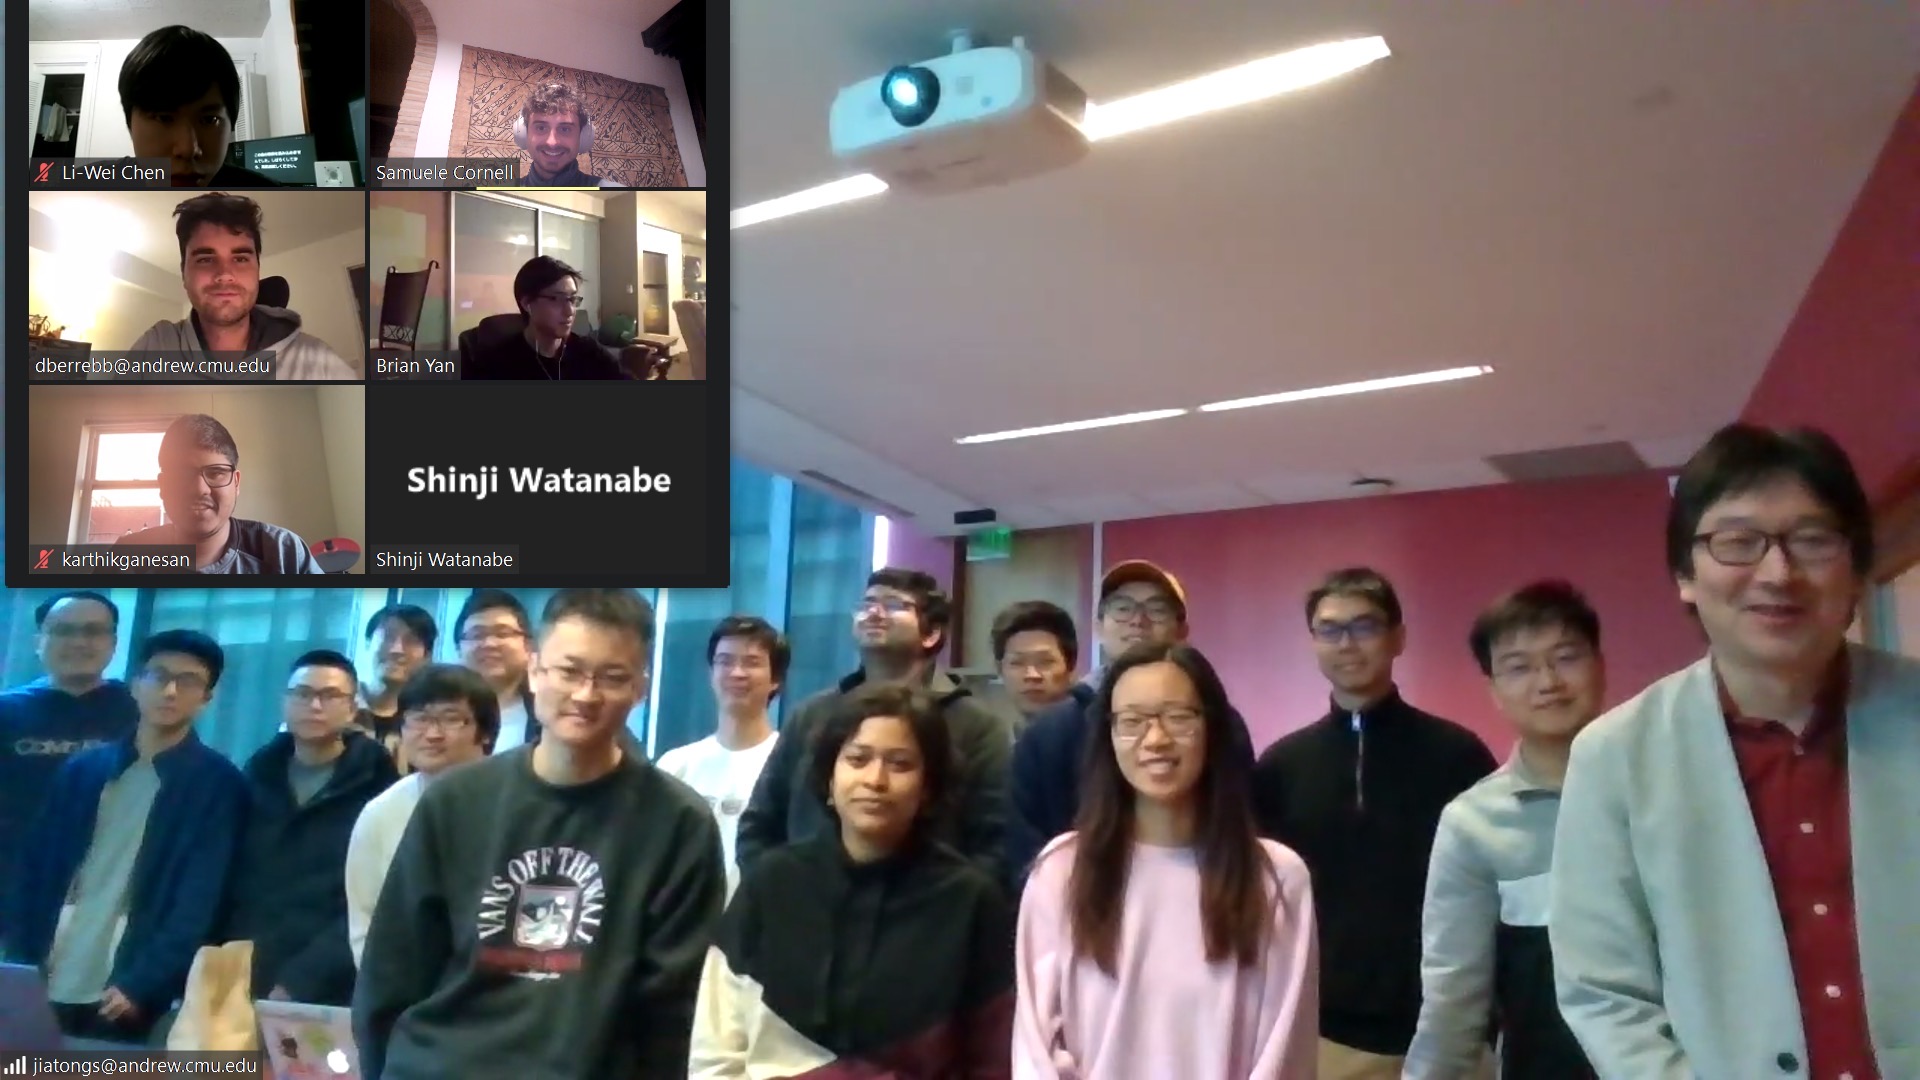 Li-Wei Chen
Samuele Cornell
dberrebb@andrew.cmu.edu
Brian Yan
karthikganesan
Shinji Watanabe
Shinji Watanabe
VANS OFF THE WALL
jiatongs@andrew.cmu.edu